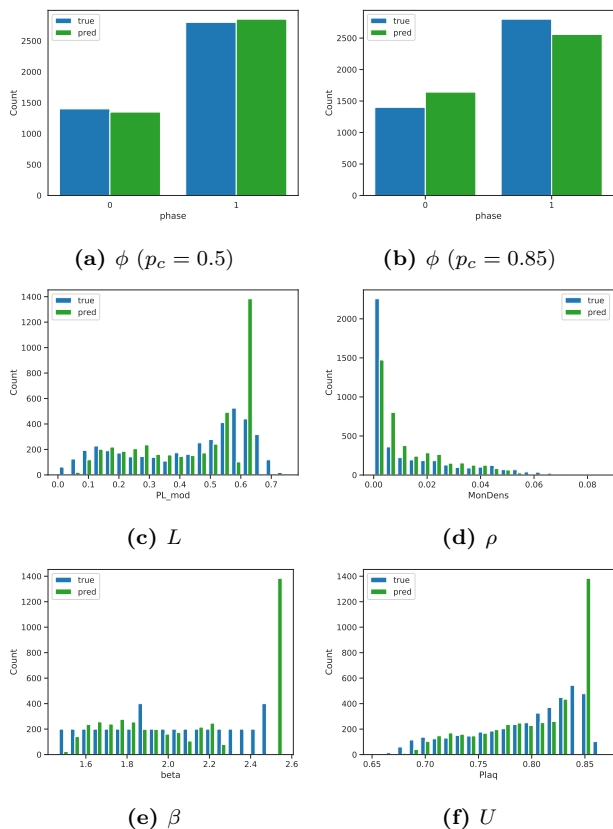 true
pred
2500
2000
1500
1000
500
0
Count
0 1
phase
(a) ϕ (p_c = 0.5)
true
pred
2500
2000
1500
1000
500
0
Count
0 1
phase
(b) ϕ (p_c = 0.85)
true
pred
1400
1200
1000
800
600
400
200
0
Count
0.0 0.1 0.2 0.3 0.4 0.5 0.6 0.7
PL_mod
(c) L
true
pred
2000
1500
1000
500
0
Count
0.00 0.02 0.04 0.06 0.08
MonDens
(d) ρ
true
pred
1400
1200
1000
800
600
400
200
0
Count
1.6 1.8 2.0 2.2 2.4 2.6
beta
(e) β
true
pred
1400
1200
1000
800
600
400
200
0
Count
0.65 0.70 0.75 0.80 0.85
Plaq
(f) U